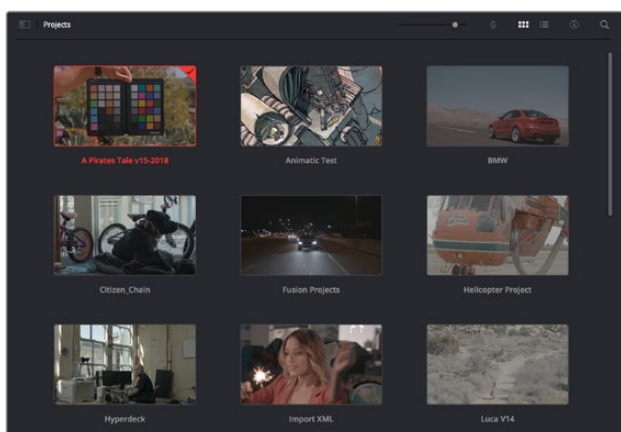 Projects
A Pirates Tale v15-2018
Animatic Test
BMW
Citizen_Chain
Fusion Projects
Helicopter Project
Hyperdeck
Import XML
Luca V14